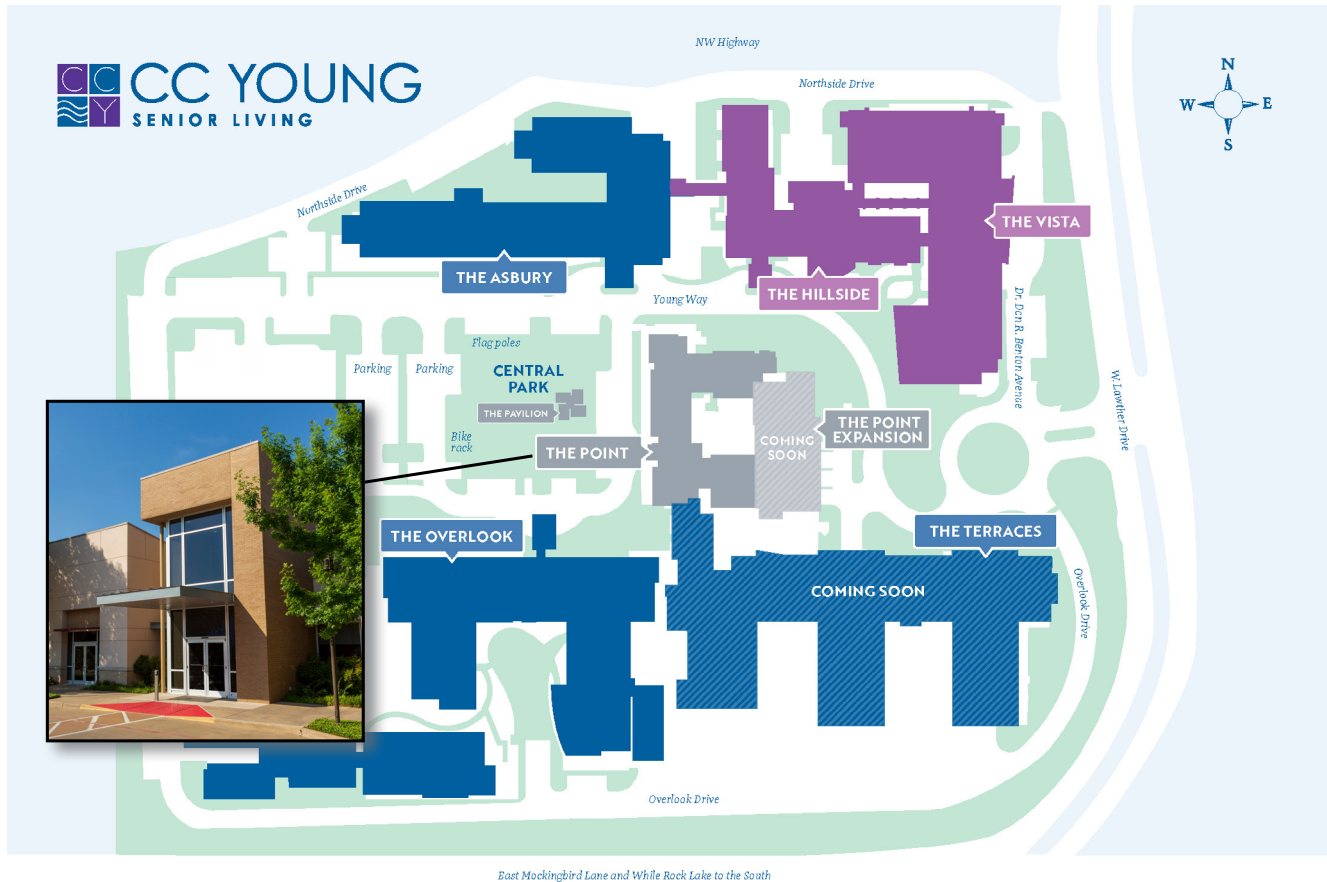 NW Highway
CC
Y
CC YOUNG
SENIOR LIVING
Northside Drive
N
W
E
S
Northside Drive
THE VISTA
THE ASBURY
THE HILLSIDE
Young Way
Dr. Don R. Benton Avenue
Flag poles
Parking
Parking
CENTRAL
PARK
THE PAVILION
W. Lawther Drive
THE POINT
EXPANSION
Bike
rack
COMING
SOON
THE POINT
THE OVERLOOK
THE TERRACES
COMING SOON
Overlook Drive
Overlook Drive
East Mockingbird Lane and While Rock Lake to the South